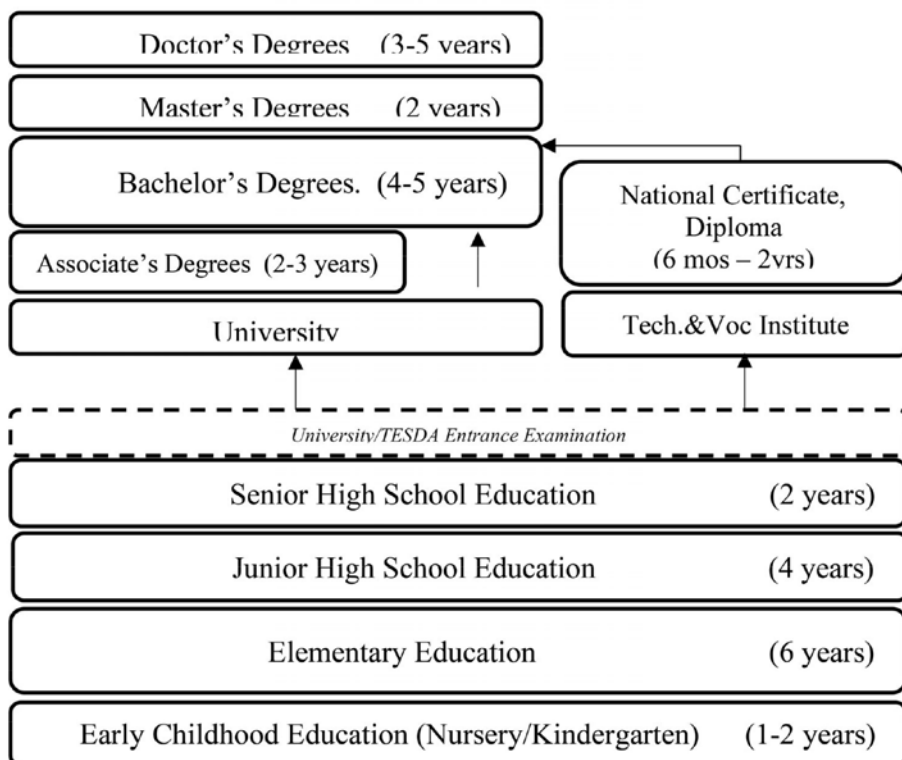 Doctor's Degrees (3-5 years)
Master's Degrees (2 years)
Bachelor's Degrees. (4-5 years)
National Certificate,
Diploma
(6 mos – 2yrs)
Associate's Degrees (2-3 years)
University
Tech.&Voc Institute
University/TESDA Entrance Examination
Senior High School Education (2 years)
Junior High School Education (4 years)
Elementary Education (6 years)
Early Childhood Education (Nursery/Kindergarten) (1-2 years)